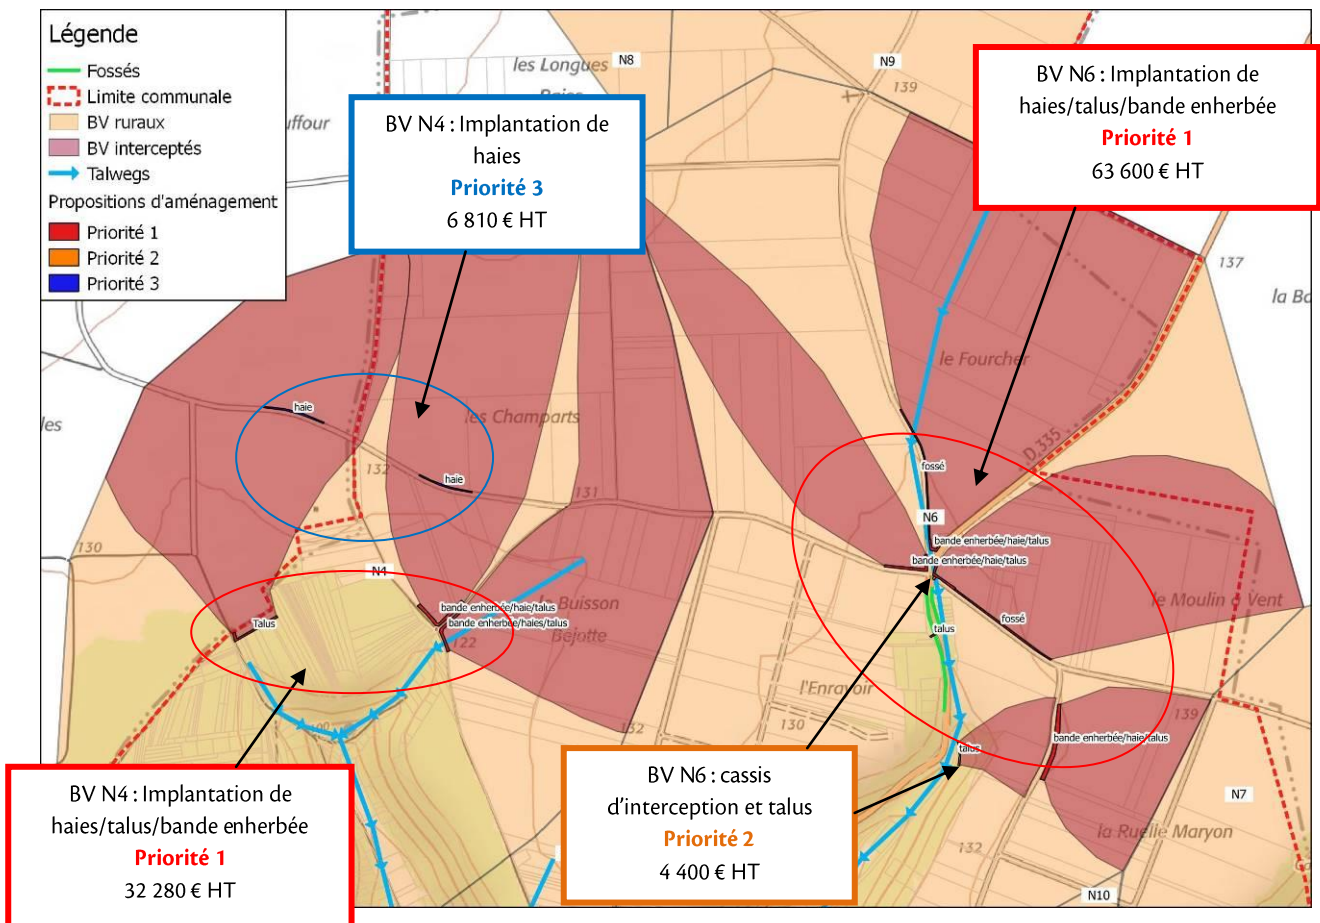 Légende
Fossés
Limite communale
BV ruraux
BV interceptés
Talwegs
Propositions d'aménagement
Priorité 1
Priorité 2
Priorité 3
BV N4 : Implantation de
haies
Priorité 3
6 810 € HT
BV N6 : Implantation de
haies/talus/bande enherbée
Priorité 1
63 600 € HT
les Longues
N8
N9
139
uffour
137
la Bo
le Fourcher
les Champarts
les
haie
haie
132
131
D.335
fossé
N6
bande enherbée/haie/talus
bande enherbée/haie/talus
130
N4
Talus
bande enherbée/haie/talus
bande enherbée/haies/talus
Buisson
Bejotte
122
talus
fossé
le Moulin à Vent
l'Enravoir
100
132
130
139
talus
bande enherbée/haie/talus
N7
la Ruelle Maryon
132
N10
BV N4 : Implantation de
haies/talus/bande enherbée
Priorité 1
32 280 € HT
BV N6 : cassis
d'interception et talus
Priorité 2
4 400 € HT